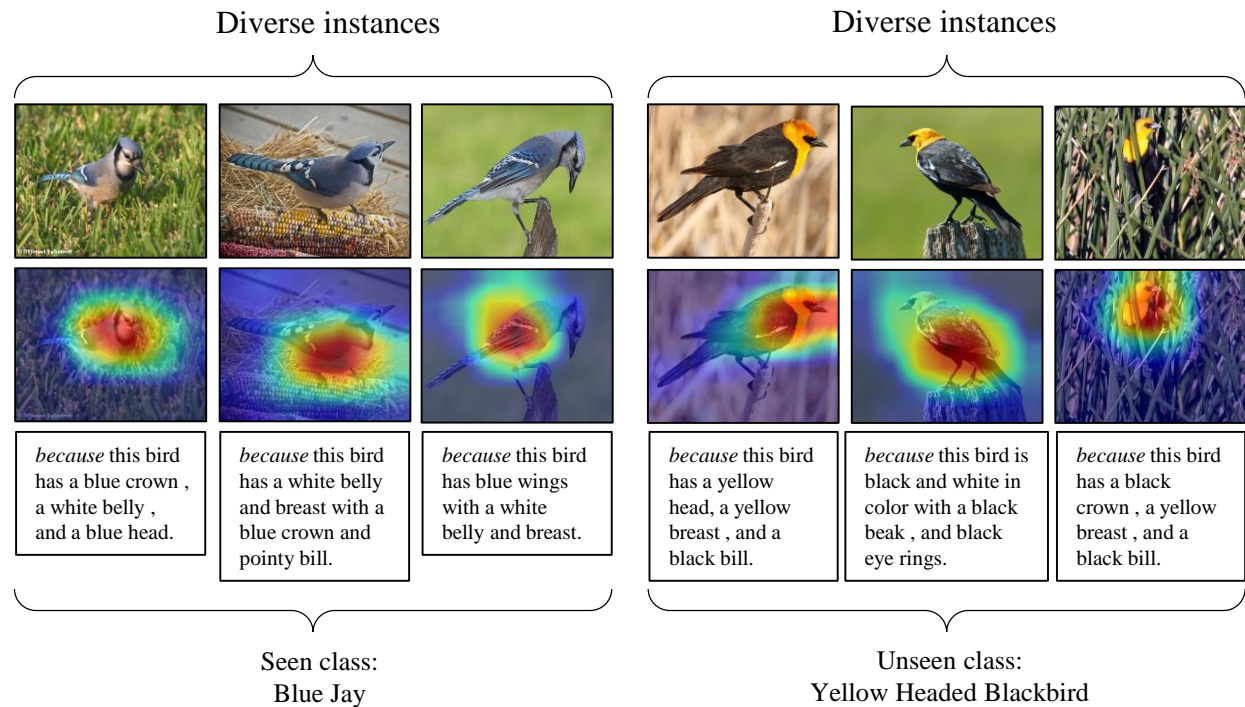 Diverse instances
Diverse instances
because this bird
has a blue crown ,
a white belly ,
and a blue head.
because this bird
has a white belly
and breast with a
blue crown and
pointy bill.
because this bird
has blue wings
with a white
belly and breast.
because this bird
has a yellow
head, a yellow
breast , and a
black bill.
because this bird is
black and white in
color with a black
beak , and black
eye rings.
because this bird
has a black
crown , a yellow
breast , and a
black bill.
Seen class:
Blue Jay
Unseen class:
Yellow Headed Blackbird